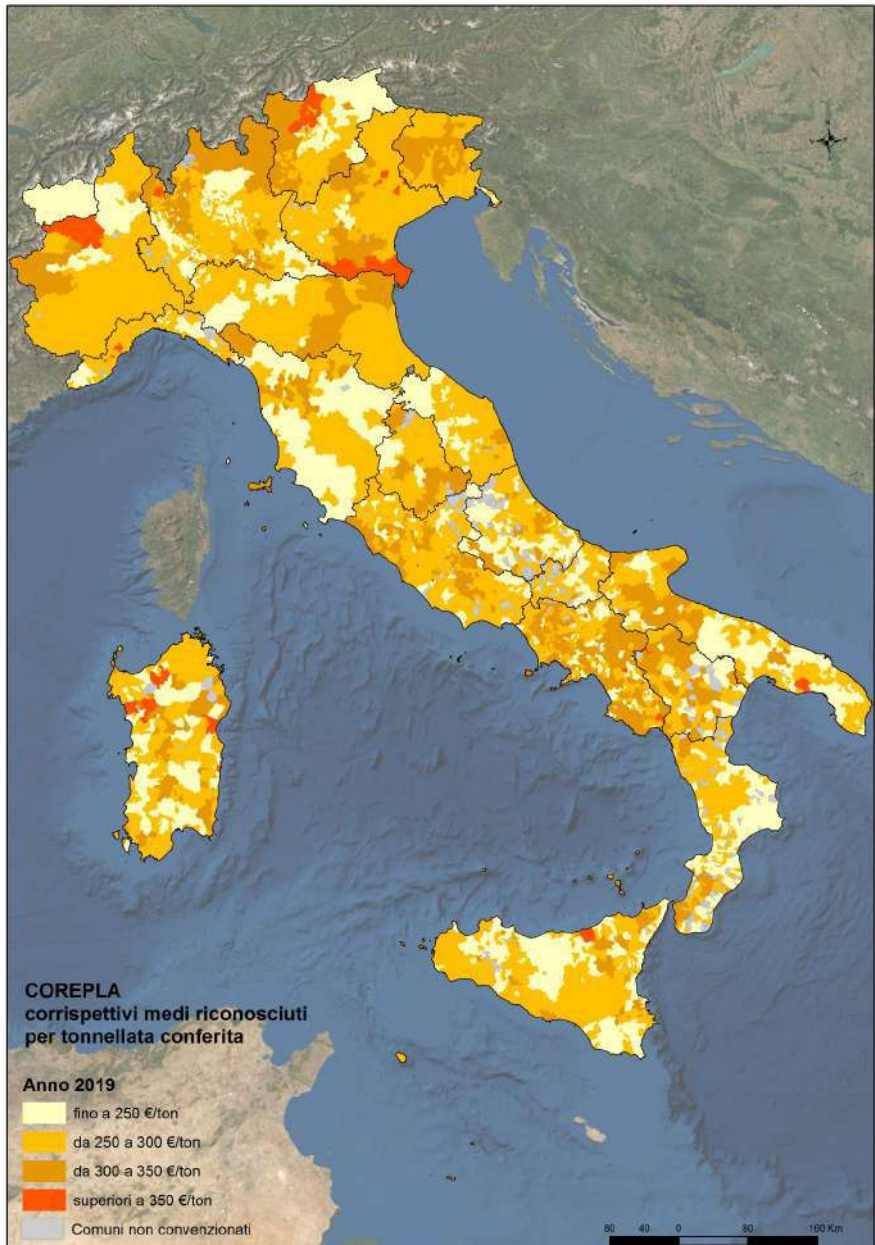 COREPLA
corrispettivi medi riconosciuti
per tonnellata conferita
Anno 2019
fino a 250 €/ton
da 250 a 300 €/ton
da 300 a 350 €/ton
superiori a 350 €/ton
Comuni non convenzionati
80 40 0 80 160 Km